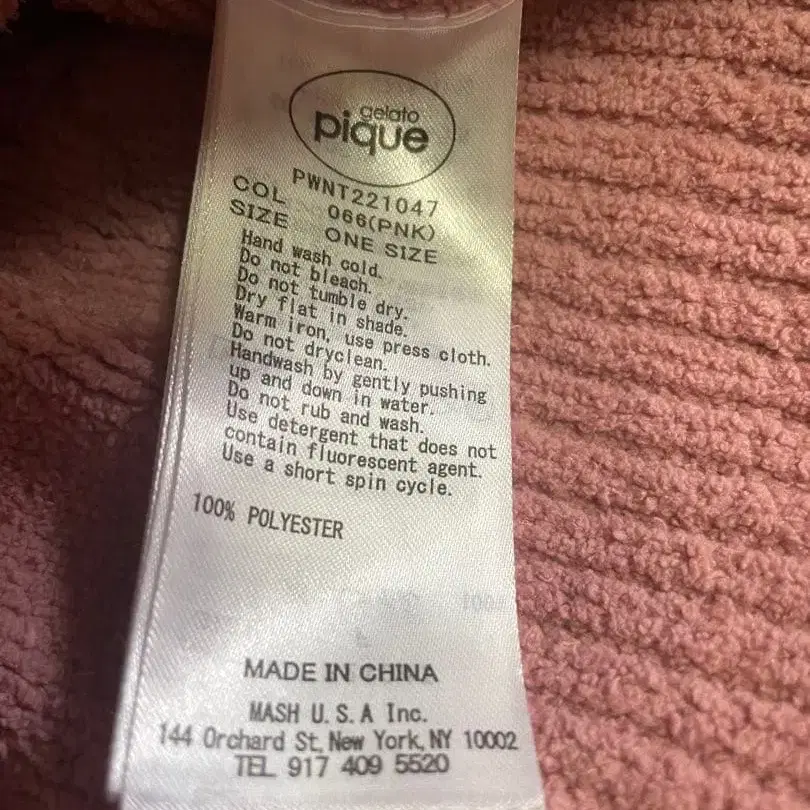 gelato
pique
PWNT221047
COL 066(PNK)
SIZE ONE SIZE
Hand wash cold.
Do not bleach.
Do not tumble dry.
Dry flat in shade.
Warm iron, use press cloth.
Do not dryclean.
Handwash by gently pushing
up and down in water.
Do not rub and wash.
Use detergent that does not
contain fluorescent agent.
Use a short spin cycle.
100% POLYESTER
MADE IN CHINA
MASH U.S.A Inc.
144 Orchard St, New York, NY 10002
TEL 917 409 5520